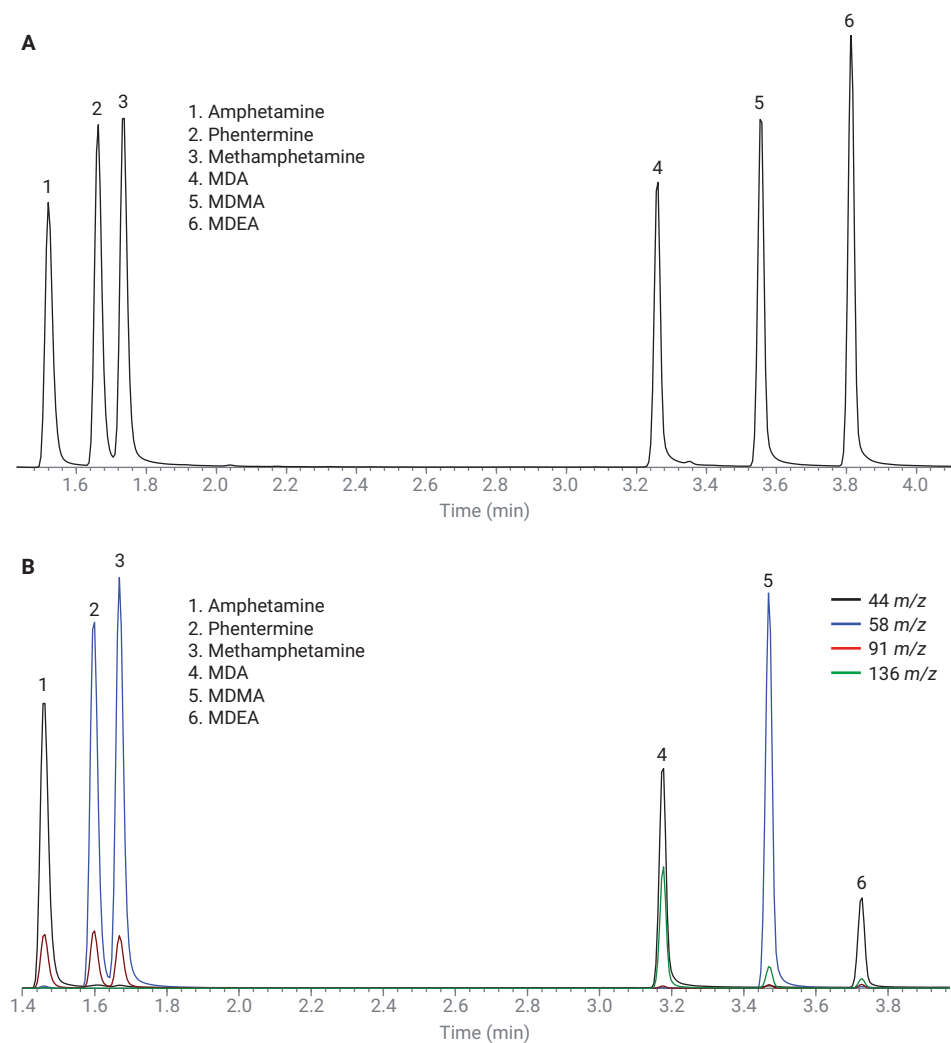 A
6
1
2
3
4
5
1. Amphetamine
2. Phentermine
3. Methamphetamine
4. MDA
5. MDMA
6. MDEA
1.6 1.8 2.0 2.2 2.4 2.6 2.8 3.0 3.2 3.4 3.6 3.8 4.0
Time (min)
B
3
1
2
5
4
6
1. Amphetamine
2. Phentermine
3. Methamphetamine
4. MDA
5. MDMA
6. MDEA
44 m/z
58 m/z
91 m/z
136 m/z
1.4 1.6 1.8 2.0 2.2 2.4 2.6 2.8 3.0 3.2 3.4 3.6 3.8
Time (min)